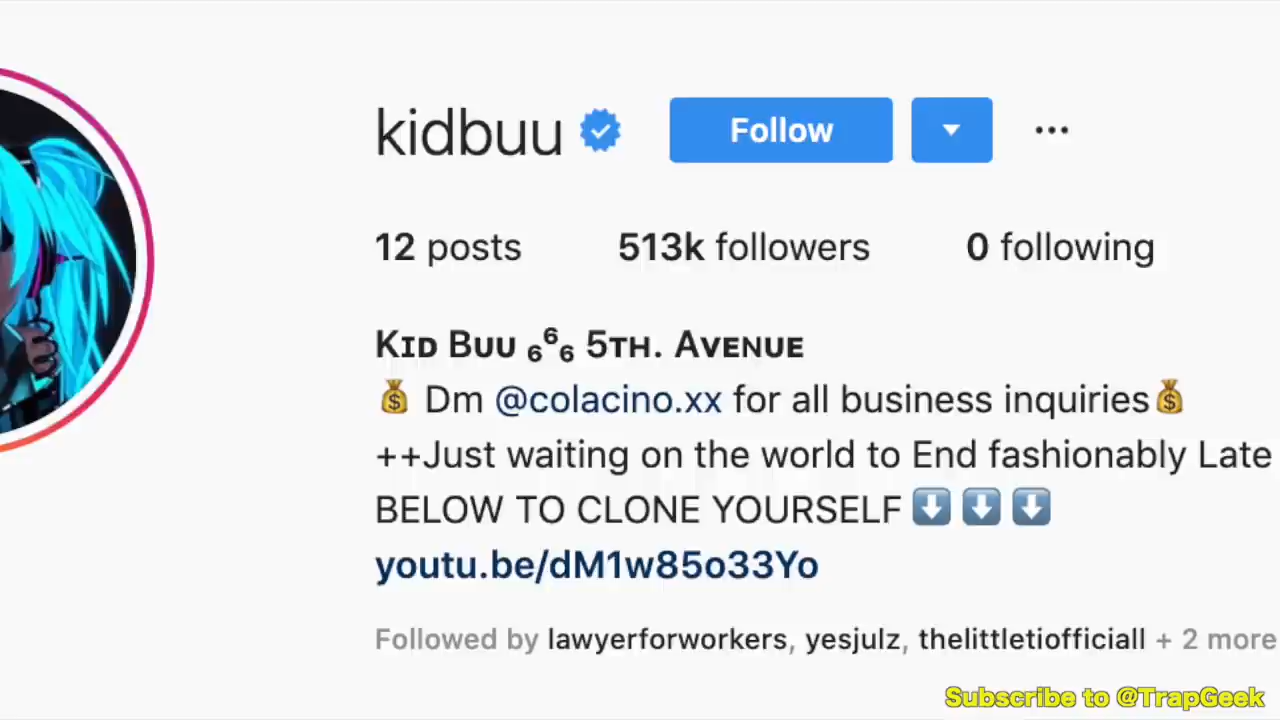 kidbuu
Follow
12 posts 513k followers 0 following
Kɪᴅ Bᴜᴜ ₆⁶₆ 5ᴛʜ. Aᴠᴇɴᴜᴇ
💰 Dm @colacino.xx for all business inquiries💰
++Just waiting on the world to End fashionably Late
BELOW TO CLONE YOURSELF ⬇️ ⬇️ ⬇️
youtu.be/dM1w85o33Yo
Followed by lawyerforworkers, yesjulz, thelittletiofficiall + 2 more
Subscribe to @TrapGeek